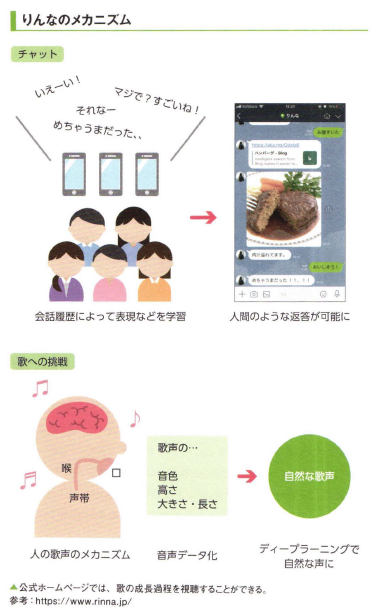 りんなのメカニズム
チャット
いえーい！
マジで？すごいね！
それなー
めちゃうまだった、、
りんな
ハンバーグ - Bing
肉汁溢れてます。
おいしそう！
めちゃうまだった！！、！！
会話履歴によって表現などを学習
人間のような返答が可能に
歌への挑戦
喉
口
声帯
歌声の…
音色
高さ
大きさ・長さ
自然な歌声
人の歌声のメカニズム
音声データ化
ディープラーニングで
自然な声に
▲公式ホームページでは、歌の成長過程を視聴することができる。
参考：https://www.rinna.jp/